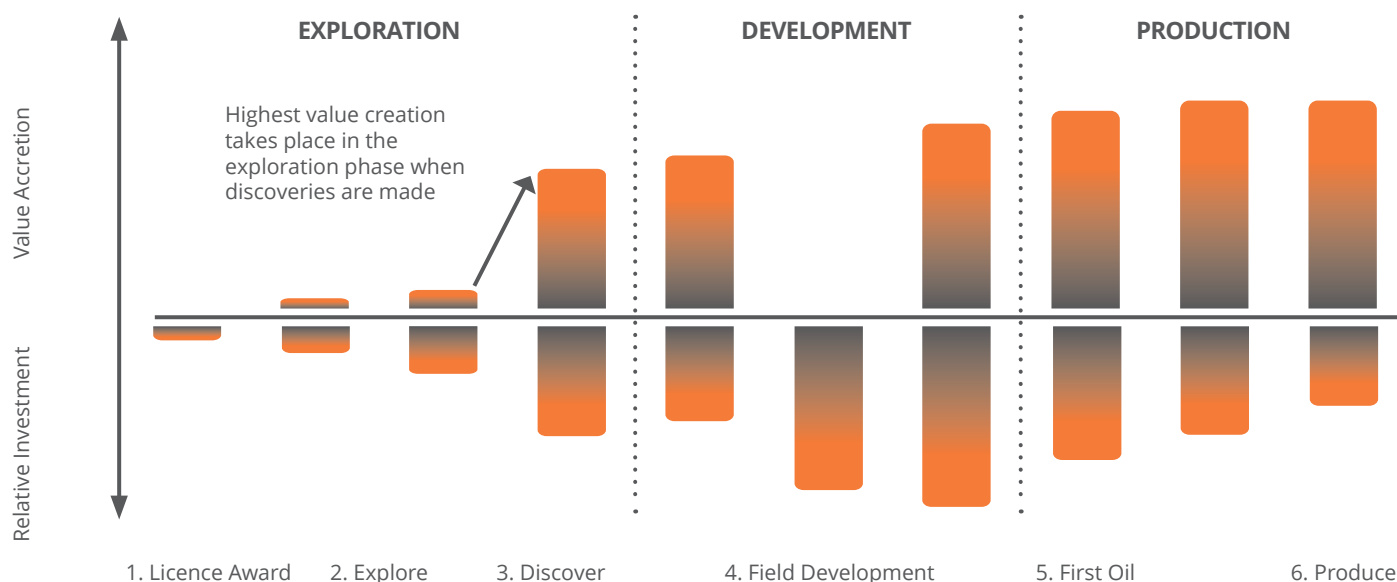 EXPLORATION
DEVELOPMENT
PRODUCTION
Highest value creation
takes place in the
exploration phase when
discoveries are made
Value Accretion
Relative Investment
1. Licence Award
2. Explore
3. Discover
4. Field Development
5. First Oil
6. Produce